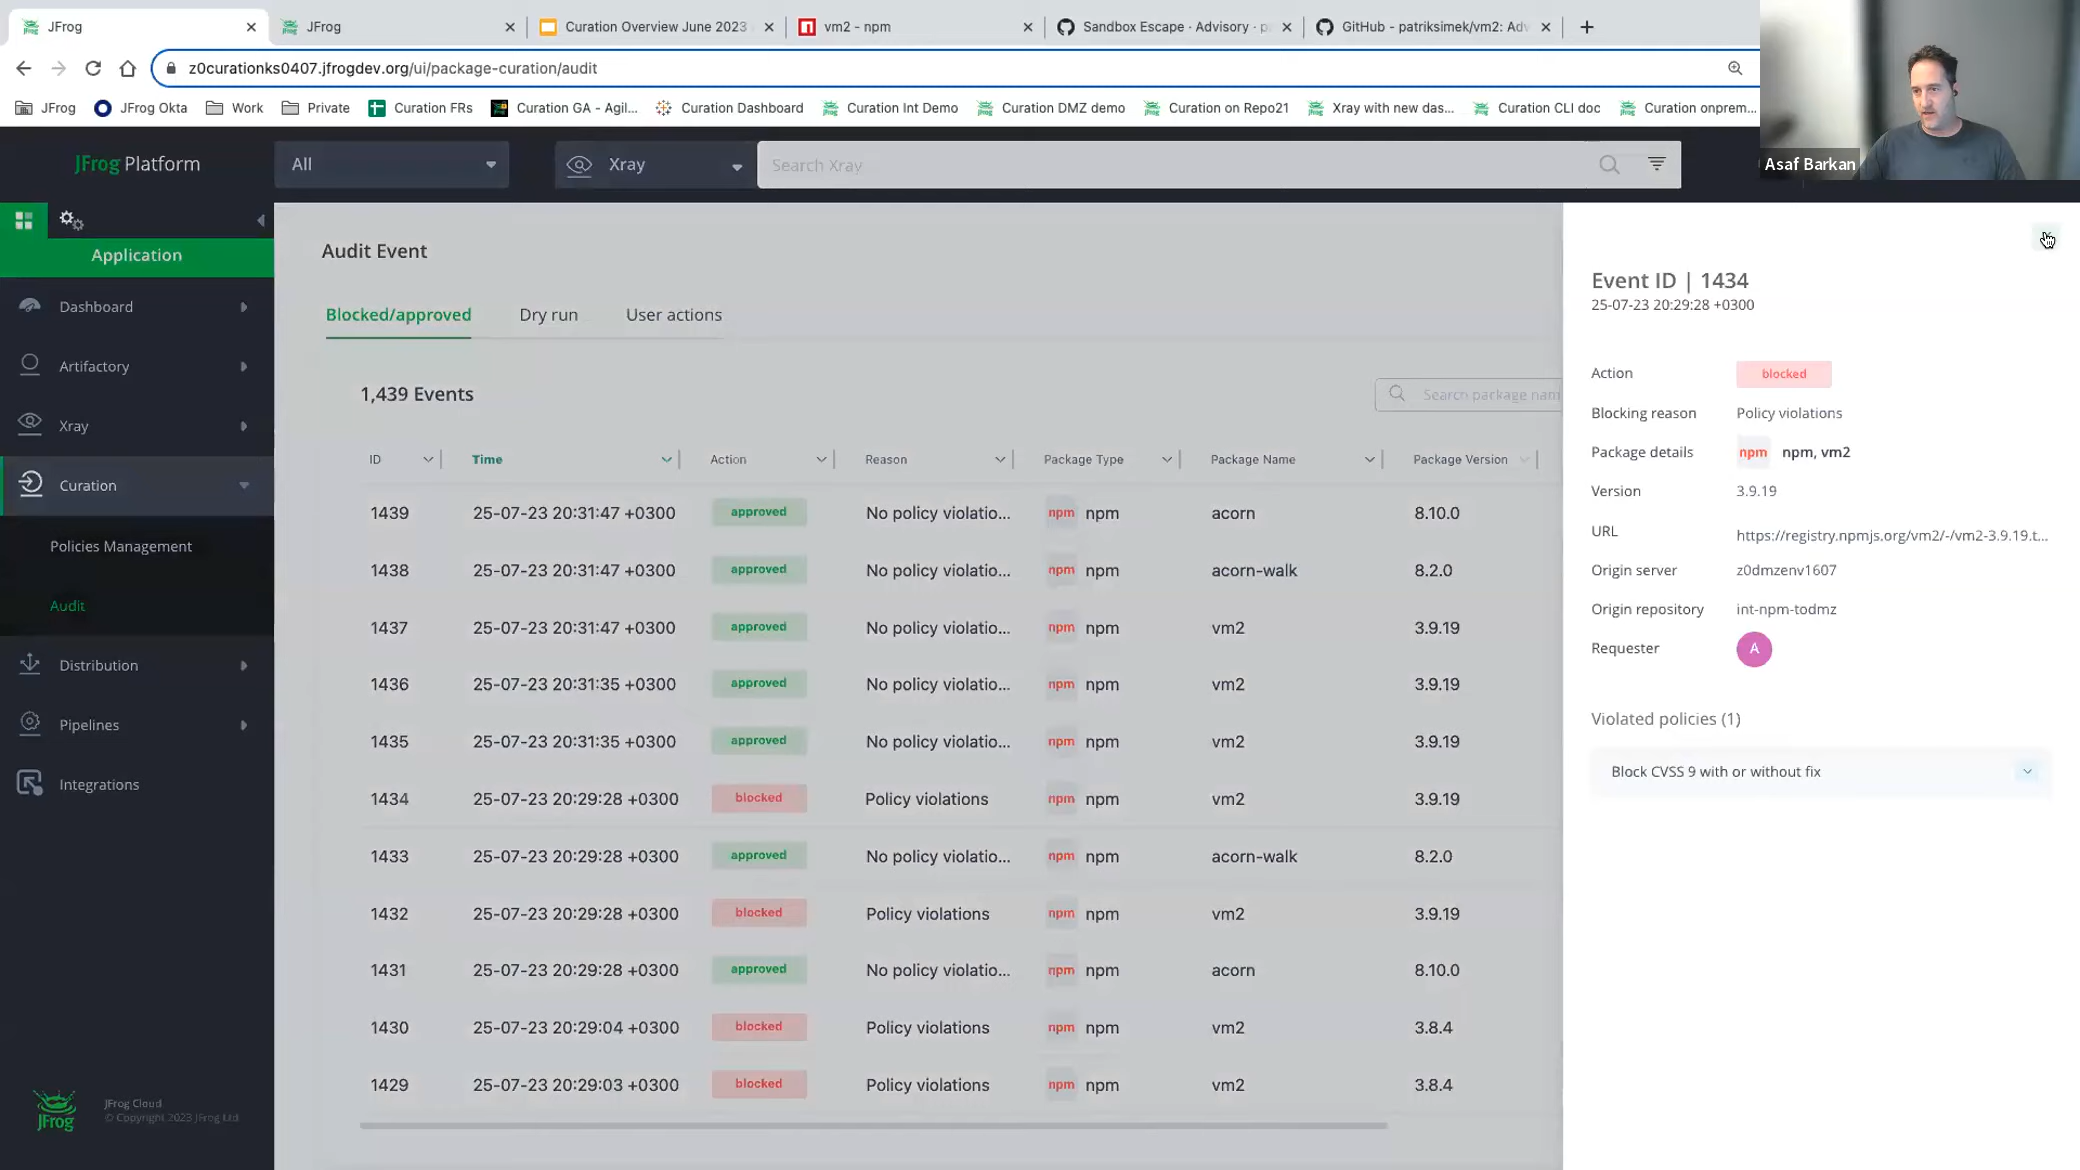 JFrog
JFrog
Curation Overview June 2023
vm2 - npm
Sandbox Escape · Advisory · p
GitHub - patriksimek/vm2: Adv
z0curationks0407.jfrogdev.org/ui/package-curation/audit
JFrog
JFrog Okta
Work
Private
Curation FRs
Curation GA - Agil...
Curation Dashboard
Curation Int Demo
Curation DMZ demo
Curation on Repo21
Xray with new das...
Curation CLI doc
Curation onprem...
Asaf Barkan
JFrog Platform
All
Xray
Search Xray
Application
Dashboard
Artifactory
Xray
Curation
Policies Management
Audit
Distribution
Pipelines
Integrations
JFrog
JFrog Cloud
© Copyright 2023 JFrog Ltd
Audit Event
Blocked/approved Dry run User actions
1,439 Events
Search package nam
ID Time Action Reason Package Type Package Name Package Version
1439 25-07-23 20:31:47 +0300 approved No policy violatio... npm npm acorn 8.10.0
1438 25-07-23 20:31:47 +0300 approved No policy violatio... npm npm acorn-walk 8.2.0
1437 25-07-23 20:31:47 +0300 approved No policy violatio... npm npm vm2 3.9.19
1436 25-07-23 20:31:35 +0300 approved No policy violatio... npm npm vm2 3.9.19
1435 25-07-23 20:31:35 +0300 approved No policy violatio... npm npm vm2 3.9.19
1434 25-07-23 20:29:28 +0300 blocked Policy violations npm npm vm2 3.9.19
1433 25-07-23 20:29:28 +0300 approved No policy violatio... npm npm acorn-walk 8.2.0
1432 25-07-23 20:29:28 +0300 blocked Policy violations npm npm vm2 3.9.19
1431 25-07-23 20:29:28 +0300 approved No policy violatio... npm npm acorn 8.10.0
1430 25-07-23 20:29:04 +0300 blocked Policy violations npm npm vm2 3.8.4
1429 25-07-23 20:29:03 +0300 blocked Policy violations npm npm vm2 3.8.4
Event ID | 1434
25-07-23 20:29:28 +0300
Action blocked
Blocking reason Policy violations
Package details npm npm, vm2
Version 3.9.19
URL https://registry.npmjs.org/vm2/-/vm2-3.9.19.t...
Origin server z0dmzenv1607
Origin repository int-npm-todmz
Requester A
Violated policies (1)
Block CVSS 9 with or without fix